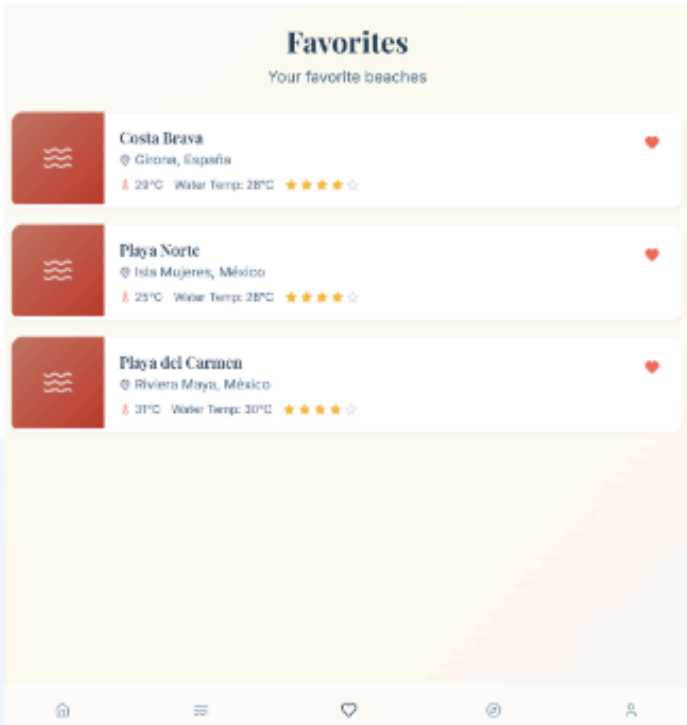 Favorites
Your favorite beaches
Costa Brava
Girona, España
29°C Water Temp: 28°C
Playa Norte
Isla Mujeres, México
25°C Water Temp: 28°C
Playa del Carmen
Riviera Maya, México
31°C Water Temp: 30°C